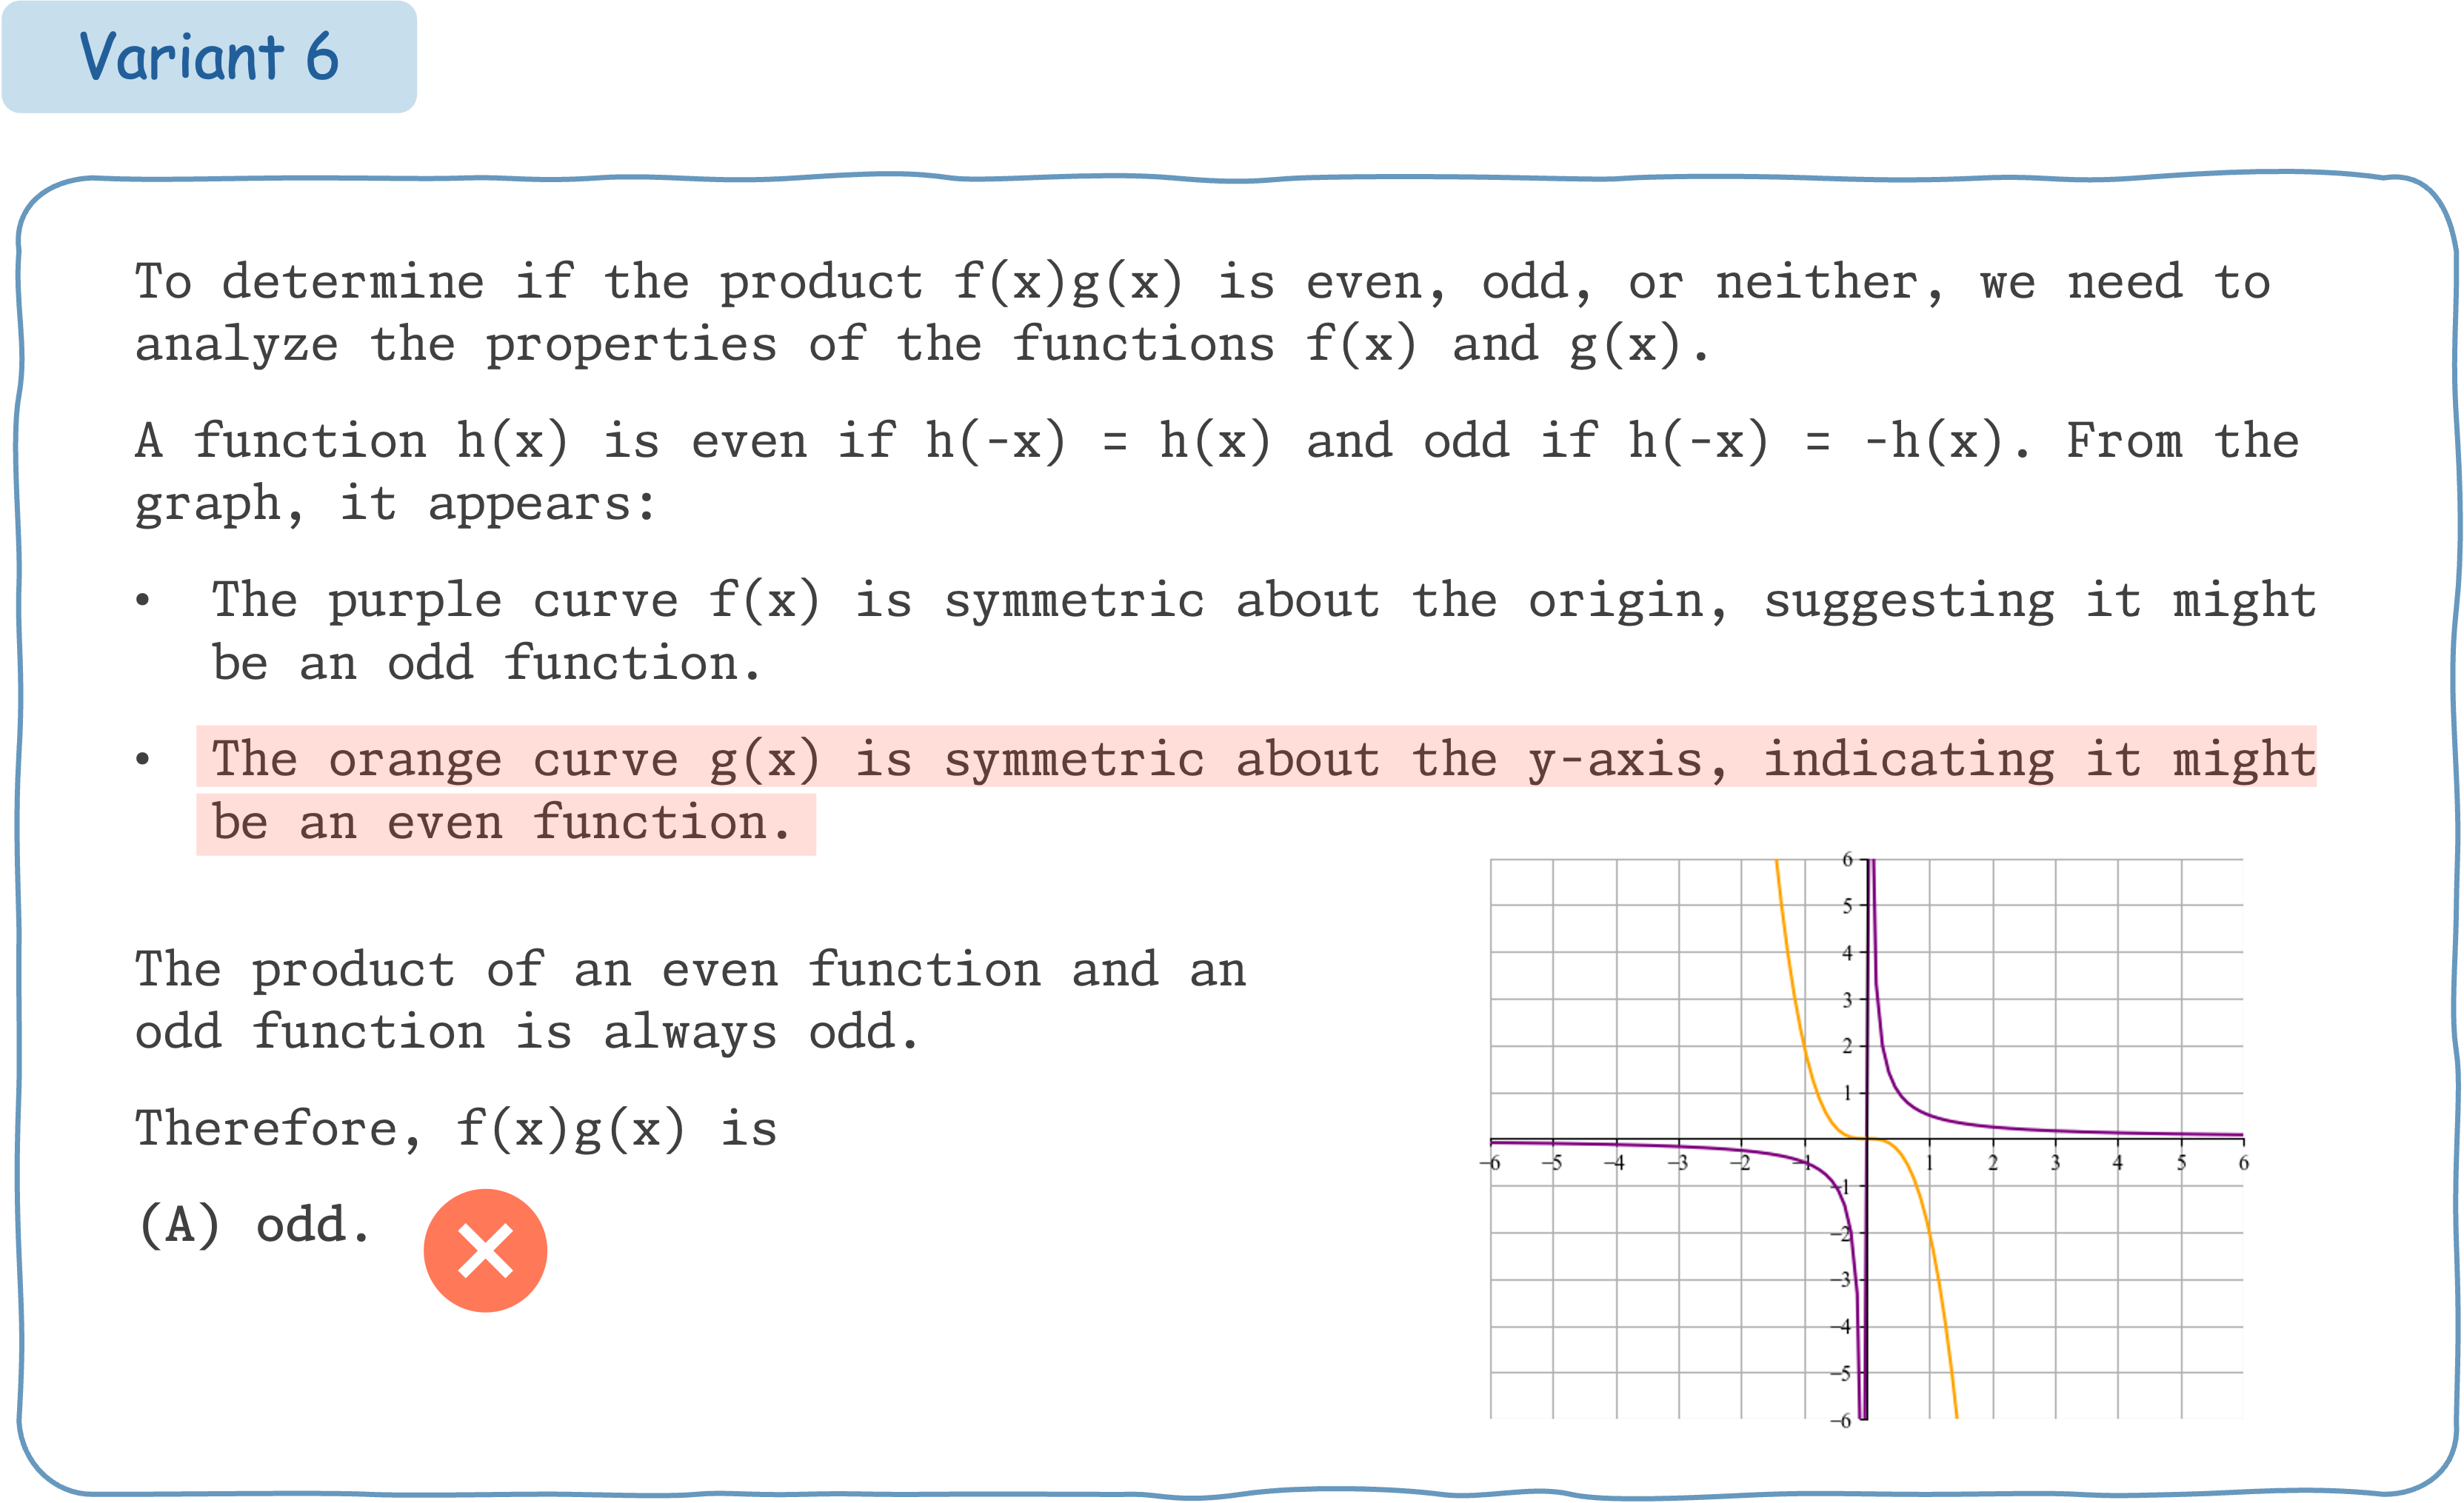 Variant 6
To determine if the product f(x)g(x) is even, odd, or neither, we need to
analyze the properties of the functions f(x) and g(x).
A function h(x) is even if h(-x) = h(x) and odd if h(-x) = -h(x). From the
graph, it appears:
• The purple curve f(x) is symmetric about the origin, suggesting it might
be an odd function.
• The orange curve g(x) is symmetric about the y-axis, indicating it might
be an even function.
The product of an even function and an
odd function is always odd.
Therefore, f(x)g(x) is
(A) odd.
6
5
4
3
2
1
−6 −5 −4 −3 −2 −1 1 2 3 4 5 6
−1
−2
−3
−4
−5
−6